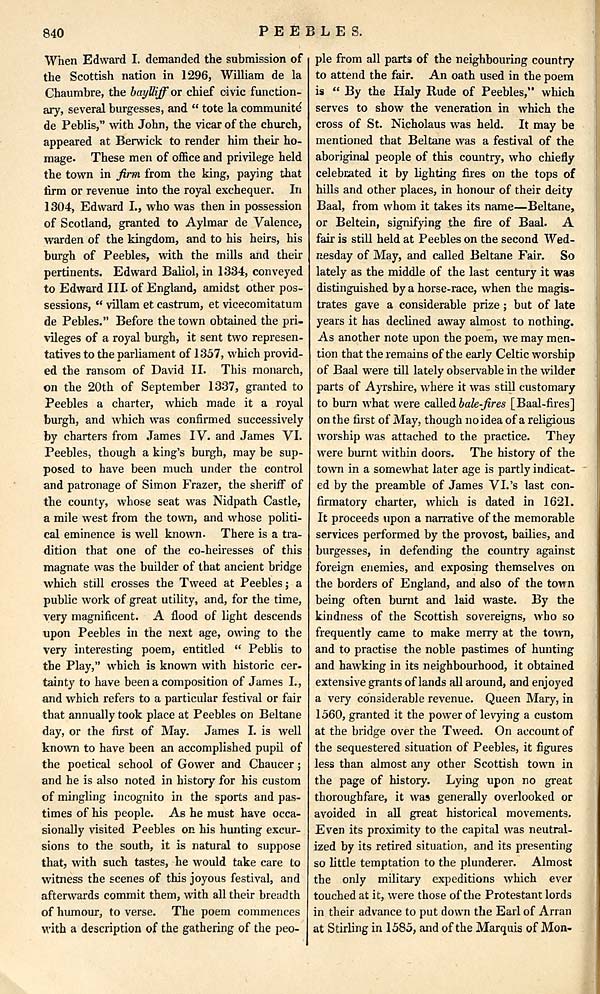 840
PEEBLES.
When Edward I. demanded the submission of
the Scottish nation in 1296, William de la
Chaumbre, the baylliff or chief civic function-
ary, several burgesses, and “ tote la communité
de Peblis,” with John, the vicar of the church,
appeared at Berwick to render him their ho-
mage. These men of office and privilege held
the town in firm from the king, paying that
firm or revenue into the royal exchequer. In
1304, Edward I., who was then in possession
of Scotland, granted to Aylmar de Valence,
warden of the kingdom, and to his heirs, his
burgh of Peebles, with the mills and their
pertinents. Edward Baliol, in 1334, conveyed
to Edward III. of England, amidst other pos-
sessions, “ villam et castrum, et vicecomitatum
de Pebles.” Before the town obtained the pri-
vileges of a royal burgh, it sent two represen-
tatives to the parliament of 1357, which provid-
ed the ransom of David II. This monarch,
on the 20th of September 1337, granted to
Peebles a charter, which made it a royal
burgh, and which was confirmed successively
by charters from James IV. and James VI.
Peebles, though a king's burgh, may be sup-
posed to have been much under the control
and patronage of Simon Frazer, the sheriff of
the county, whose seat was Nidpath Castle,
a mile west from the town, and whose politi-
cal eminence is well known. There is a tra-
dition that one of the co-heiresses of this
magnate was the builder of that ancient bridge
which still crosses the Tweed at Peebles; a
public work of great utility, and, for the time,
very magnificent. A flood of light descends
upon Peebles in the next age, owing to the
very interesting poem, entitled “ Peblis to
the Play,” which is known with historic cer-
tainty to have been a composition of James I.,
and which refers to a particular festival or fair
that annually took place at Peebles on Beltane
day, or the first of May. James I. is well
known to have been an accomplished pupil of
the poetical school of Gower and Chaucer;
and he is also noted in history for his custom
of mingling incognito in the sports and pas-
times of his people. As he must have occa-
sionally visited Peebles on his hunting excur-
sions to the south, it is natural to suppose
that, with such tastes, he would take care to
witness the scenes of this joyous festival, and
afterwards commit them, with all their breadth
of humour, to verse. The poem commences
with a description of the gathering of the peo-
ple from all parts of the neighbouring country
to attend the fair. An oath used in the poem
is “ By the Haly Rude of Peebles,” which
serves to show the veneration in which the
cross of St. Nicholaus was held. It may be
mentioned that Beltane was a festival of the
aboriginal people of this country, who chiefly
celebrated it by lighting fires on the tops of
hills and other places, in honour of their deity
Baal, from whom it takes its name—Beltane,
or Beltein, signifying the fire of Baal. A
fair is still held at Peebles on the second Wed-
nesday of May, and called Beltane Fair. So
lately as the middle of the last century it was
distinguished by a horse-race, when the magis-
trates gave a considerable prize; but of late
years it has declined away almost to nothing.
As another note upon the poem, we may men-
tion that the remains of the early Celtic worship
of Baal were till lately observable in the wilder
parts of Ayrshire, where it was still customary
to burn what were called bale-fires [Baal-fires]
on the first of May, though no idea of a religious
worship was attached to the practice. They
were burnt within doors. The history of the
town in a somewhat later age is partly indicat-
ed by the preamble of James VI.'s last con-
firmatory charter, which is dated in 1621.
It proceeds upon a narrative of the memorable
services performed by the provost, bailies, and
burgesses, in defending the country against
foreign enemies, and exposing themselves on
the borders of England, and also of the town
being often burnt and laid waste. By the
kindness of the Scottish sovereigns, who so
frequently came to make merry at the town,
and to practise the noble pastimes of hunting
and hawking in its neighbourhood, it obtained
extensive grants of lands all around, and enjoyed
a very considerable revenue. Queen Mary, in
1560, granted it the power of levying a custom
at the bridge over the Tweed. On account of
the sequestered situation of Peebles, it figures
less than almost any other Scottish town in
the page of history. Lying upon no great
thoroughfare, it was generally overlooked or
avoided in all great historical movements.
Even its proximity to the capital was neutral-
ized by its retired situation, and its presenting
so little temptation to the plunderer. Almost
the only military expeditions which ever
touched at it, were those of the Protestant lords
in their advance to put down the Earl of Arran
at Stirling in 1585, and of the Marquis of Mon-